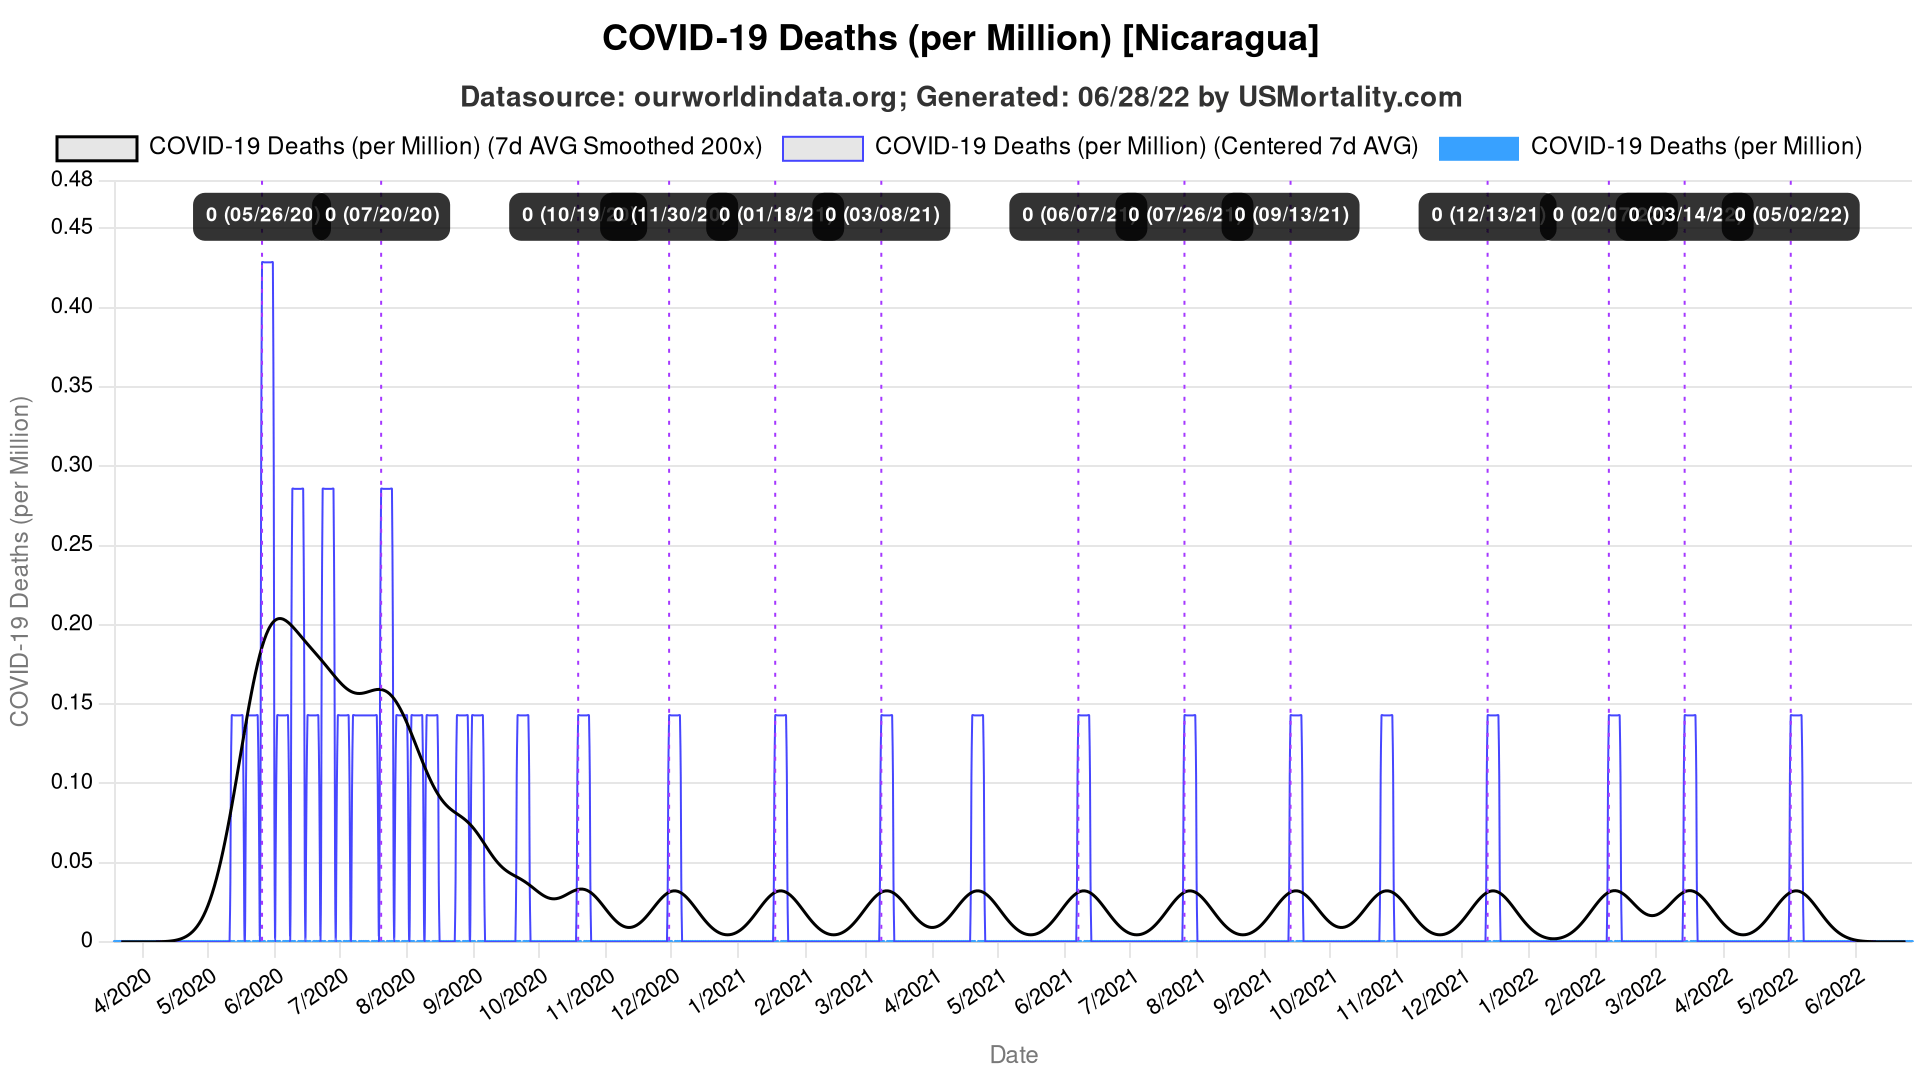 COVID-19 Deaths (per Million) [Nicaragua]
Datasource: ourworldindata.org; Generated: 06/28/22 by USMortality.com
COVID-19 Deaths (per Million) (7d AVG Smoothed 200x) COVID-19 Deaths (per Million) (Centered 7d AVG) COVID-19 Deaths (per Million)
0 (05/26/20) 0 (07/20/20) 0 (10/19/20) 0 (11/30/20) 0 (01/18/21) 0 (03/08/21) 0 (06/07/21) 0 (07/26/21) 0 (09/13/21) 0 (12/13/21) 0 (02/07 0 (03/14/22) 0 (05/02/22)
0.48
0.45
0.40
0.35
0.30
0.25
0.20
0.15
0.10
0.05
0
COVID-19 Deaths (per Million)
4/2020 5/2020 6/2020 7/2020 8/2020 9/2020 10/2020 11/2020 12/2020 1/2021 2/2021 3/2021 4/2021 5/2021 6/2021 7/2021 8/2021 9/2021 10/2021 11/2021 12/2021 1/2022 2/2022 3/2022 4/2022 5/2022 6/2022
Date